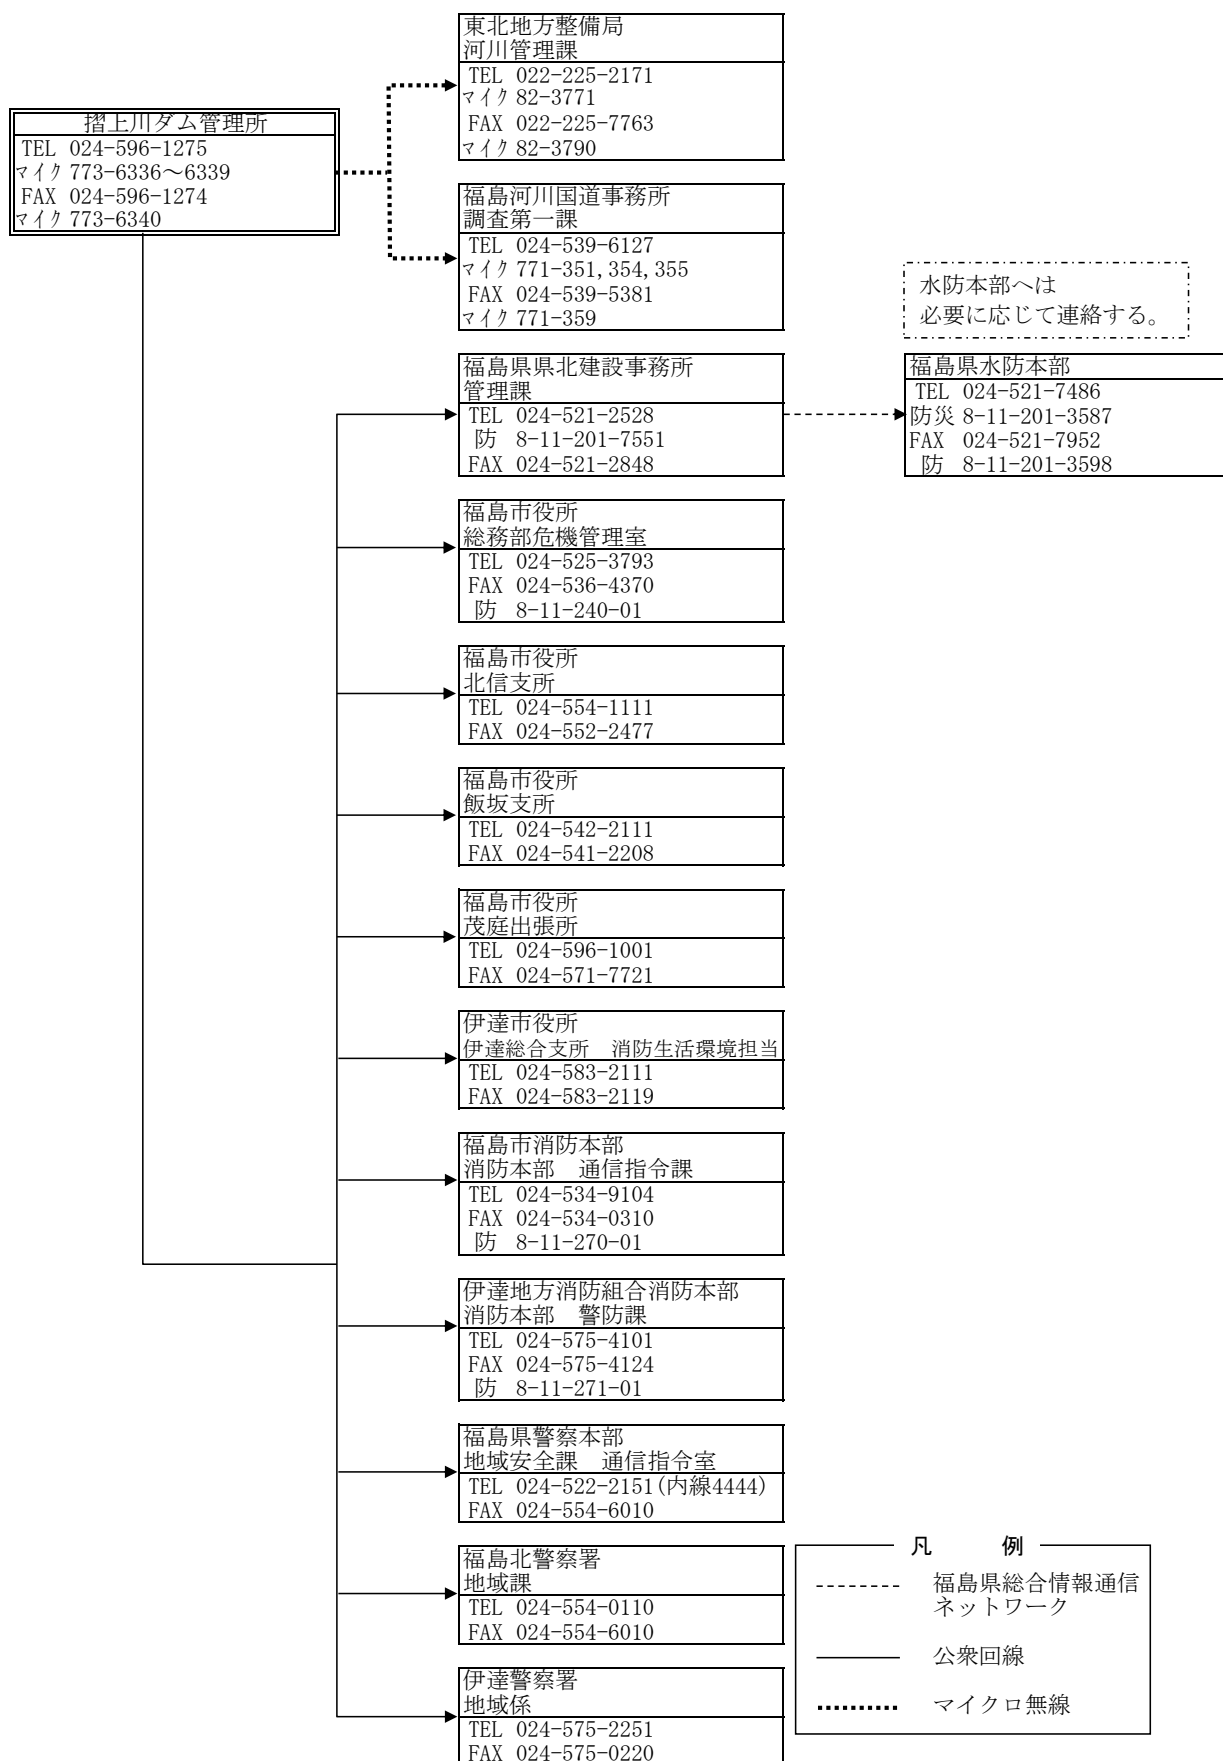 摺上川ダム管理所
TEL 024-596-1275
マイク 773-6336～6339
FAX 024-596-1274
マイク 773-6340
東北地方整備局
河川管理課
TEL 022-225-2171
マイク 82-3771
FAX 022-225-7763
マイク 82-3790
福島河川国道事務所
調査第一課
TEL 024-539-6127
マイク 771-351,354,355
FAX 024-539-5381
マイク 771-359
水防本部へは
必要に応じて連絡する。
福島県県北建設事務所
管理課
TEL 024-521-2528
防 8-11-201-7551
FAX 024-521-2848
福島県水防本部
TEL 024-521-7486
防災 8-11-201-3587
FAX 024-521-7952
防 8-11-201-3598
福島市役所
総務部危機管理室
TEL 024-525-3793
FAX 024-536-4370
防 8-11-240-01
福島市役所
北信支所
TEL 024-554-1111
FAX 024-552-2477
福島市役所
飯坂支所
TEL 024-542-2111
FAX 024-541-2208
福島市役所
茂庭出張所
TEL 024-596-1001
FAX 024-571-7721
伊達市役所
伊達総合支所　消防生活環境担当
TEL 024-583-2111
FAX 024-583-2119
福島市消防本部
消防本部　通信指令課
TEL 024-534-9104
FAX 024-534-0310
防 8-11-270-01
伊達地方消防組合消防本部
消防本部　警防課
TEL 024-575-4101
FAX 024-575-4124
防 8-11-271-01
福島県警察本部
地域安全課　通信指令室
TEL 024-522-2151(内線4444)
FAX 024-554-6010
福島北警察署
地域課
TEL 024-554-0110
FAX 024-554-6010
伊達警察署
地域係
TEL 024-575-2251
FAX 024-575-0220
凡　例
福島県総合情報通信
ネットワーク
公衆回線
マイクロ無線